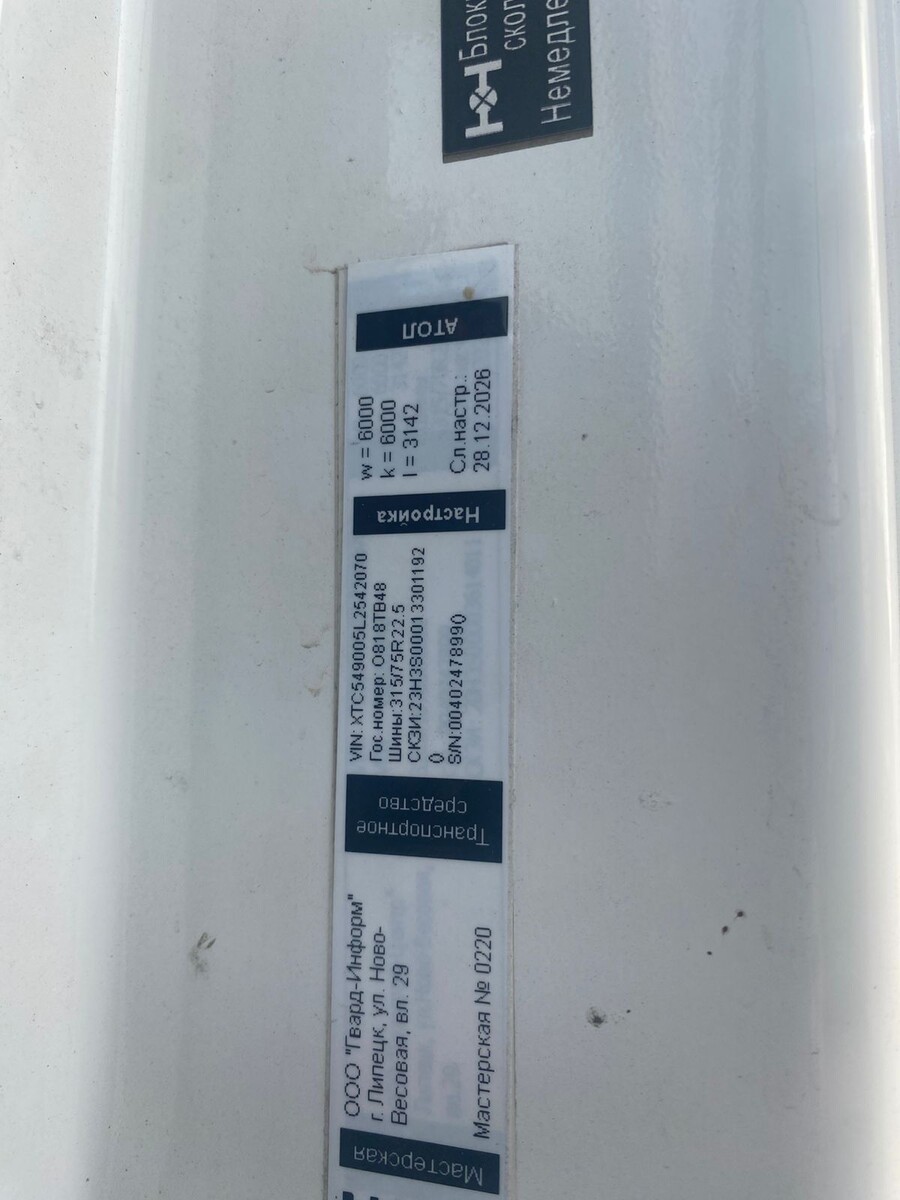 Мастерская
ООО "Гвард-Информ"
г. Липецк, ул. Ново-
Весовая, вл. 29
Мастерская № 0220
Транспортное
средство
VIN: XTC549005L2542070
Гос.номер: О818ТВ48
Шины:315/75R22.5
СКЗИ:23H3S00013301192
0
S/N:00402478990
Настройка
w = 6000
k = 6000
l = 3142
Сл.настр.:
28.12.2026
АТОЛ
Блок
скол
Немедле